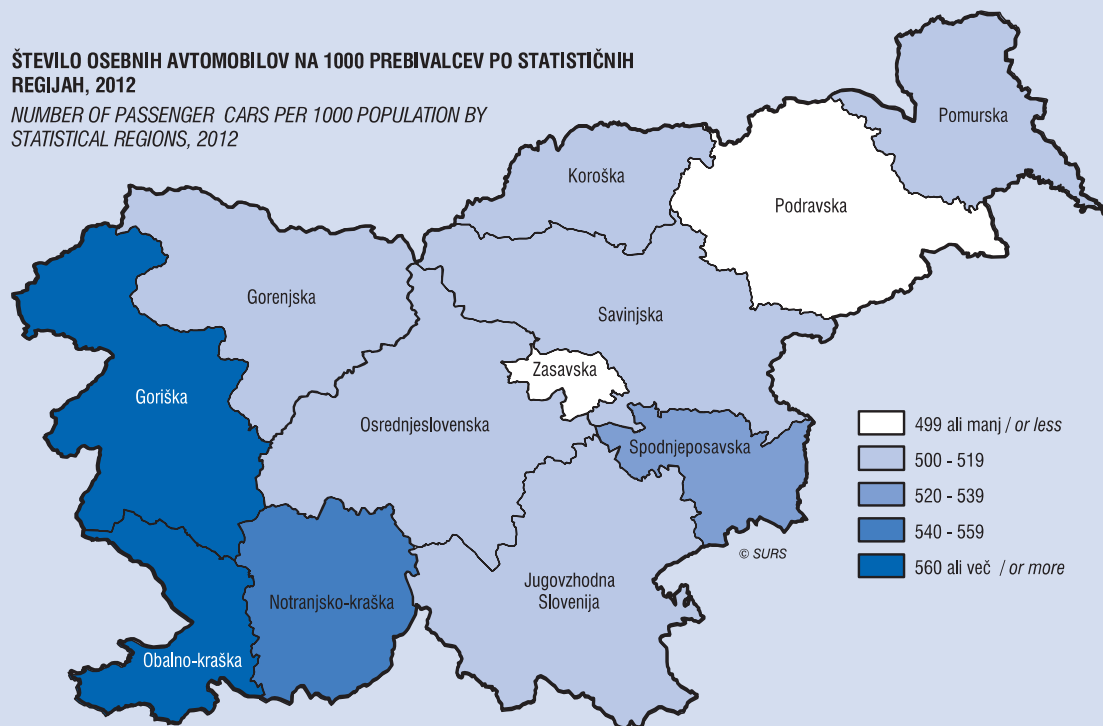 ŠTEVILO OSEBNIH AVTOMOBILOV NA 1000 PREBIVALCEV PO STATISTIČNIH
REGIJAH, 2012
NUMBER OF PASSENGER CARS PER 1000 POPULATION BY
STATISTICAL REGIONS, 2012
Pomurska
Koroška
Podravska
Gorenjska
Savinjska
Zasavska
Goriška
Osrednjeslovenska
Spodnjeposavska
Notranjsko-kraška
Jugovzhodna
Slovenija
Obalno-kraška
499 ali manj / or less
500 - 519
520 - 539
540 - 559
560 ali več / or more
© SURS